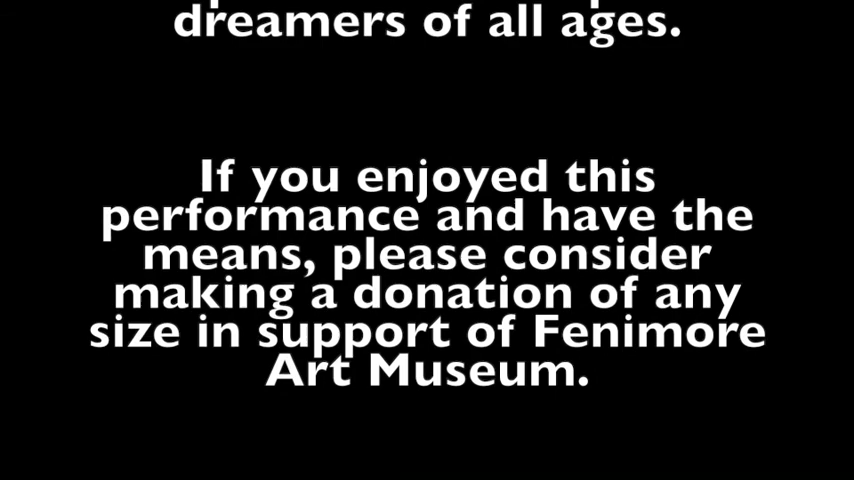 dreamers of all ages.
If you enjoyed this
performance and have the
means, please consider
making a donation of any
size in support of Fenimore
Art Museum.